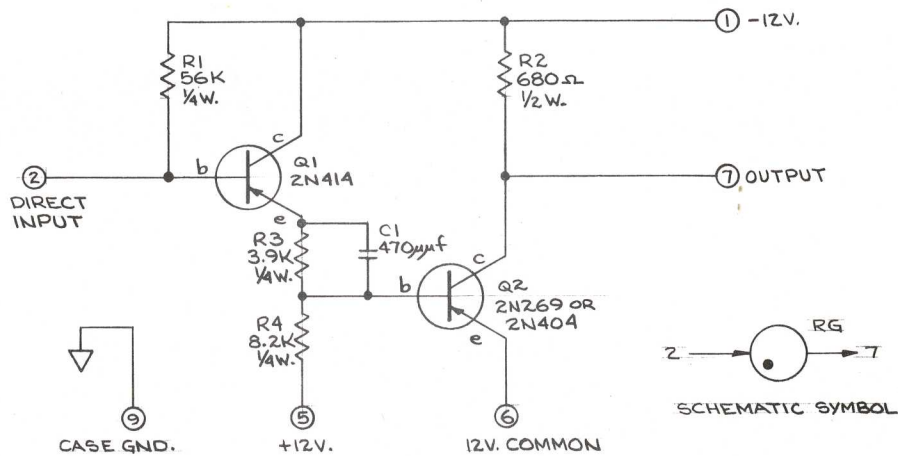 ① -12V.
R1
56K
¼W.
R2
680Ω
½W.
c
b
Q1
2N414
②
DIRECT
INPUT
⑦ OUTPUT
e
R3
3.9K
¼W.
C1
470μμf
c
b
Q2
2N269 OR
2N404
e
R4
8.2K
¼W.
RG
2
7
SCHEMATIC SYMBOL
⑨
CASE GND.
⑤
+12V.
⑥
12V. COMMON